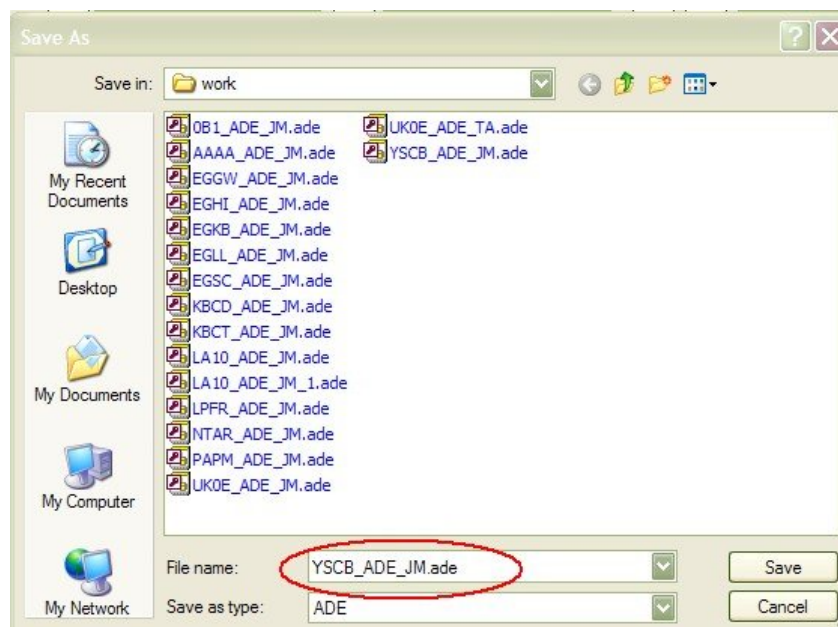 Save As
Save in: work
My Recent
Documents
Desktop
My Documents
My Computer
My Network
0B1_ADE_JM.ade
AAAA_ADE_JM.ade
EGGW_ADE_JM.ade
EGHI_ADE_JM.ade
EGKB_ADE_JM.ade
EGLL_ADE_JM.ade
EGSC_ADE_JM.ade
KBCD_ADE_JM.ade
KBCT_ADE_JM.ade
LA10_ADE_JM.ade
LA10_ADE_JM_1.ade
LPFR_ADE_JM.ade
NTAR_ADE_JM.ade
PAPM_ADE_JM.ade
UK0E_ADE_JM.ade
UK0E_ADE_TA.ade
YSCB_ADE_JM.ade
File name: YSCB_ADE_JM.ade Save
Save as type: ADE Cancel